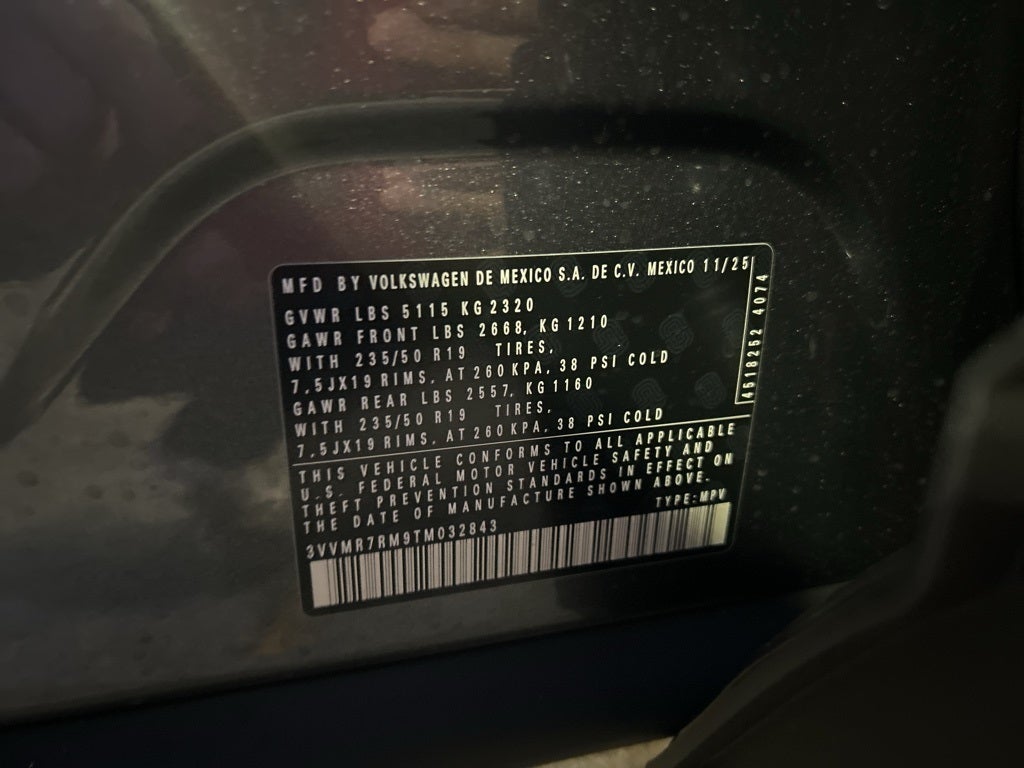 MFD BY VOLKSWAGEN DE MEXICO S.A. DE C.V. MEXICO 11/25
GVWR LBS 5115 KG 2320
GAWR FRONT LBS 2668, KG 1210
WITH 235/50 R19 TIRES,
7,5JX19 RIMS, AT 260 KPA, 38 PSI COLD
GAWR REAR LBS 2557, KG 1160
WITH 235/50 R19 TIRES,
7,5JX19 RIMS, AT 260 KPA, 38 PSI COLD
4618252 4074
THIS VEHICLE CONFORMS TO ALL APPLICABLE
U.S. FEDERAL MOTOR VEHICLE SAFETY AND
THEFT PREVENTION STANDARDS IN EFFECT ON
THE DATE OF MANUFACTURE SHOWN ABOVE.
TYPE: MPV
3VVMR7RM9TM032843